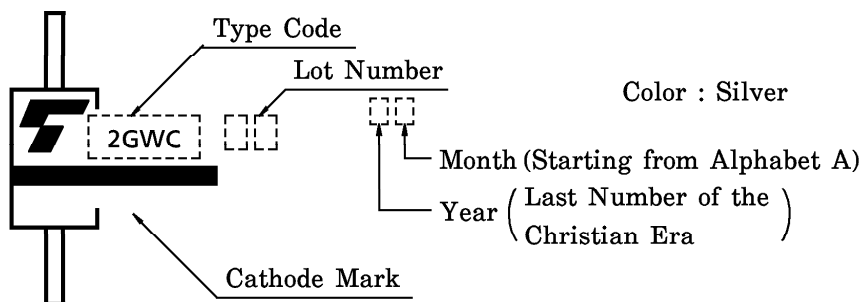 Type Code
Lot Number
Color : Silver
2GWC
Month (Starting from Alphabet A)
Year (Last Number of the
Christian Era)
Cathode Mark